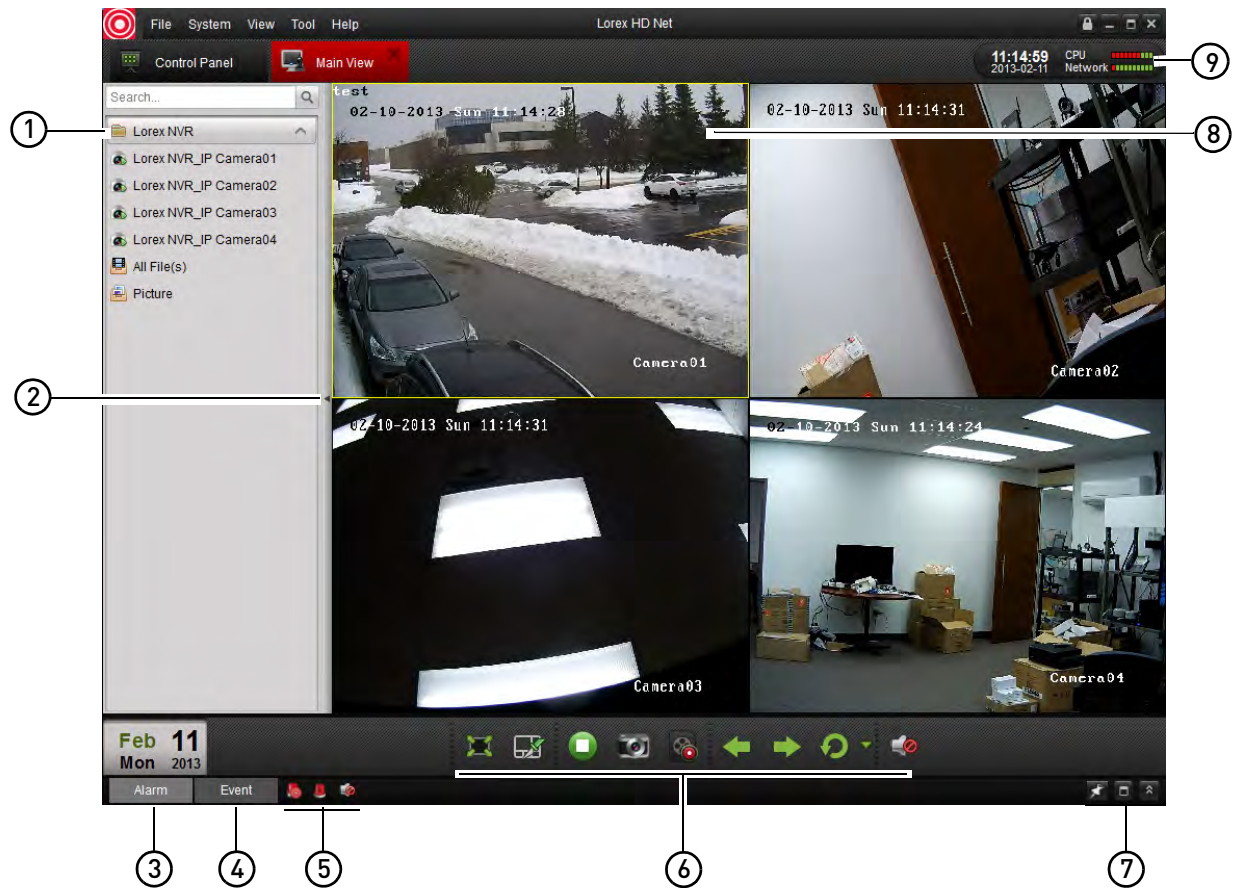 File System View Tool Help
Lorex HD Net
Control Panel
Main View
11:14:59
2013-02-11
CPU
Network
9
Search...
1
Lorex NVR
Lorex NVR_IP Camera01
Lorex NVR_IP Camera02
Lorex NVR_IP Camera03
Lorex NVR_IP Camera04
All File(s)
Picture
2
test
02-10-2013 Sun 11:14:28
Camera01
02-10-2013 Sun 11:14:31
8
Camera02
02-10-2013 Sun 11:14:31
Camera03
02-10-2013 Sun 11:14:24
Camera04
Feb 11
Mon 2013
Alarm
Event
3
4
5
6
7